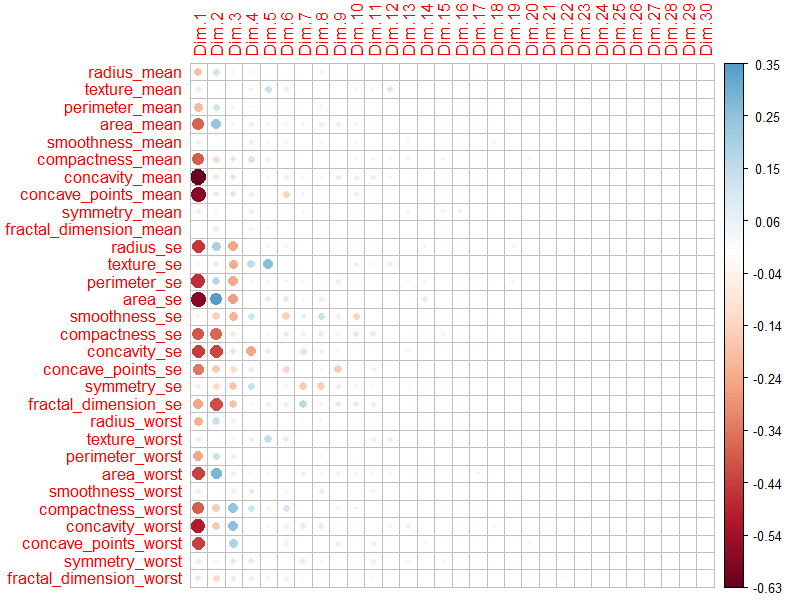 Dim.1 Dim.2 Dim.3 Dim.4 Dim.5 Dim.6 Dim.7 Dim.8 Dim.9 Dim.10 Dim.11 Dim.12 Dim.13 Dim.14 Dim.15 Dim.16 Dim.17 Dim.18 Dim.19 Dim.20 Dim.21 Dim.22 Dim.23 Dim.24 Dim.25 Dim.26 Dim.27 Dim.28 Dim.29 Dim.30
radius_mean
texture_mean
perimeter_mean
area_mean
smoothness_mean
compactness_mean
concavity_mean
concave_points_mean
symmetry_mean
fractal_dimension_mean
radius_se
texture_se
perimeter_se
area_se
smoothness_se
compactness_se
concavity_se
concave_points_se
symmetry_se
fractal_dimension_se
radius_worst
texture_worst
perimeter_worst
area_worst
smoothness_worst
compactness_worst
concavity_worst
concave_points_worst
symmetry_worst
fractal_dimension_worst
0.35
0.25
0.15
0.06
-0.04
-0.14
-0.24
-0.34
-0.44
-0.54
-0.63